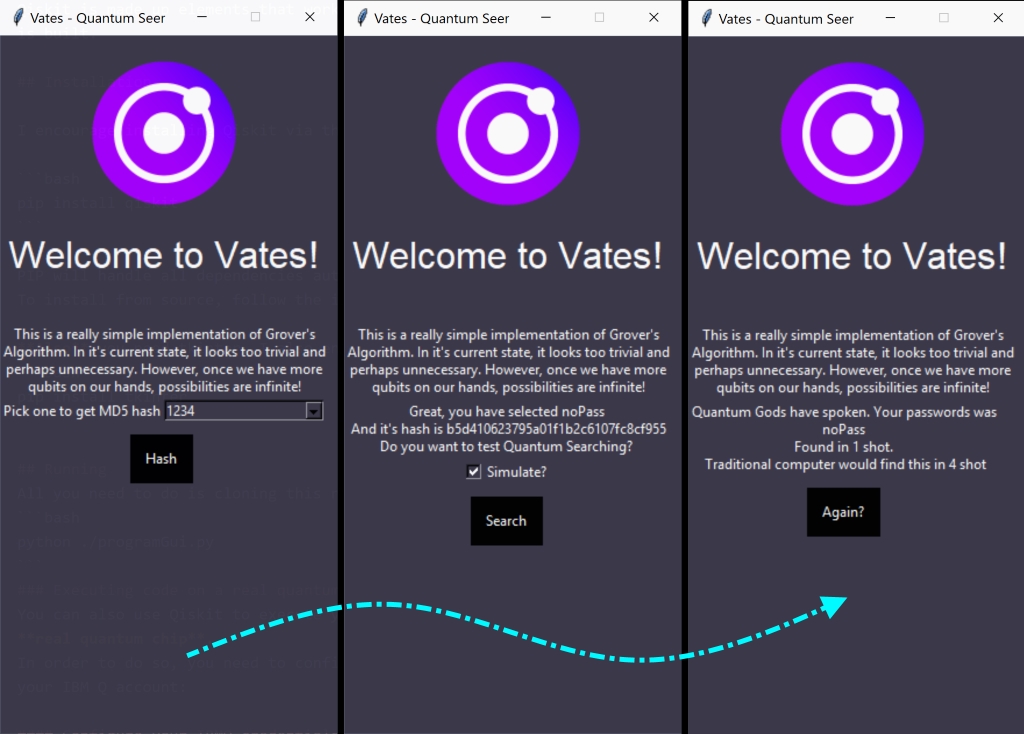 Vates - Quantum Seer
Welcome to Vates!
This is a really simple implementation of Grover's
Algorithm. In it's current state, it looks too trivial and
perhaps unnecessary. However, once we have more
qubits on our hands, possibilities are infinite!
Pick one to get MD5 hash 1234
Hash
Vates - Quantum Seer
Welcome to Vates!
This is a really simple implementation of Grover's
Algorithm. In it's current state, it looks too trivial and
perhaps unnecessary. However, once we have more
qubits on our hands, possibilities are infinite!
Great, you have selected noPass
And it's hash is b5d410623795a01f1b2c6107fc8cf955
Do you want to test Quantum Searching?
Simulate?
Search
Vates - Quantum Seer
Welcome to Vates!
This is a really simple implementation of Grover's
Algorithm. In it's current state, it looks too trivial and
perhaps unnecessary. However, once we have more
qubits on our hands, possibilities are infinite!
Quantum Gods have spoken. Your passwords was
noPass
Found in 1 shot.
Traditional computer would find this in 4 shot
Again?